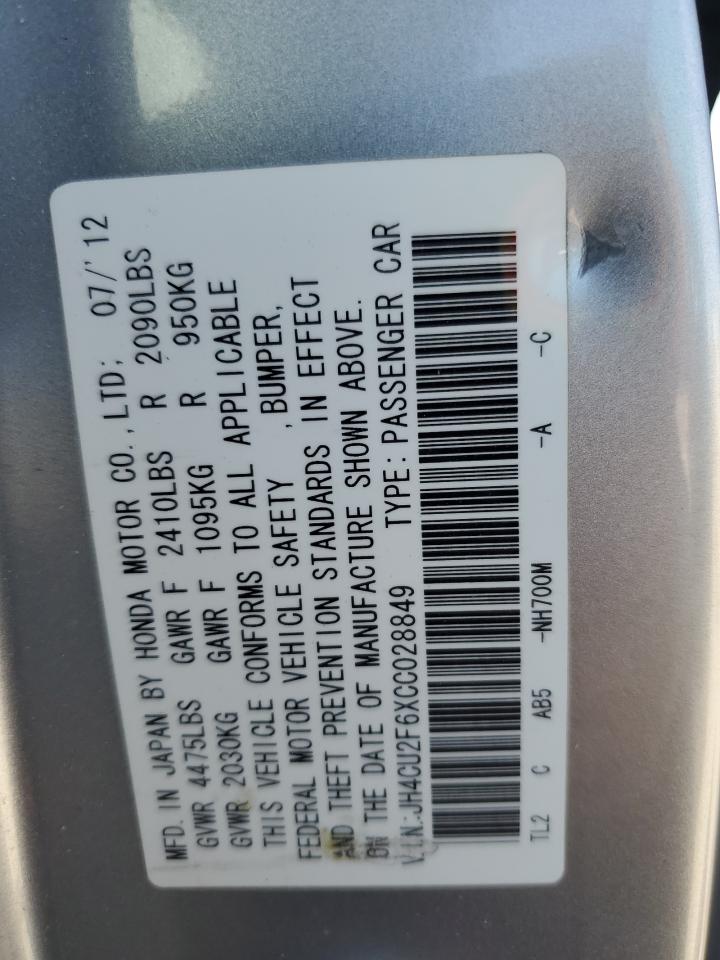 MFD. IN JAPAN BY HONDA MOTOR CO., LTD; 07/'12
GVWR 4475LBS GAWR F 2410LBS R 2090LBS
GVWR 2030KG GAWR F 1095KG R 950KG
THIS VEHICLE CONFORMS TO ALL APPLICABLE
FEDERAL MOTOR VEHICLE SAFETY , BUMPER,
AND THEFT PREVENTION STANDARDS IN EFFECT
ON THE DATE OF MANUFACTURE SHOWN ABOVE.
V.I.N.:JH4CU2F6XCC028849 TYPE:PASSENGER CAR
TL2 C AB5 -NH700M -A -C